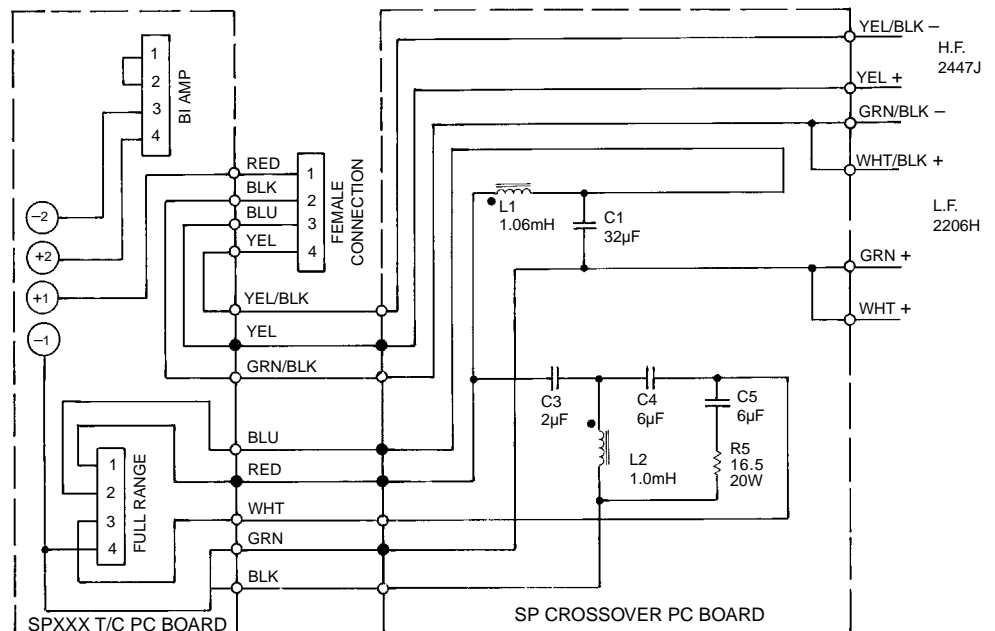 YEL/BLK –
H.F.
2447J
YEL +
GRN/BLK –
WHT/BLK +
L.F.
2206H
GRN +
WHT +
1
2
3
4
BI AMP
–2
+2
+1
–1
RED
BLK
BLU
YEL
1
2
3
4
FEMALE
CONNECTION
YEL/BLK
YEL
GRN/BLK
L1
1.06mH
C1
32µF
BLU
RED
WHT
GRN
BLK
1
2
3
4
FULL RANGE
C3
2µF
C4
6µF
C5
6µF
L2
1.0mH
R5
16.5
20W
SPXXX T/C PC BOARD
SP CROSSOVER PC BOARD